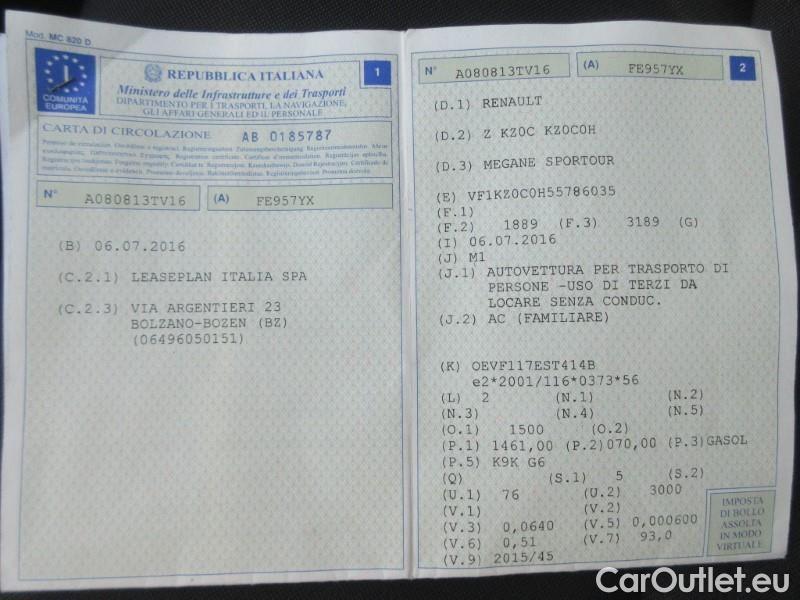 Mod. MC 820 D
COMUNITÀ
EUROPEA
REPUBBLICA ITALIANA
1
Ministero delle Infrastrutture e dei Trasporti
DIPARTIMENTO PER I TRASPORTI, LA NAVIGAZIONE,
GLI AFFARI GENERALI ED IL PERSONALE
CARTA DI CIRCOLAZIONE AB 0185787
N° A080813TV16 (A) FE957YX
(B) 06.07.2016
(C.2.1) LEASEPLAN ITALIA SPA
(C.2.3) VIA ARGENTIERI 23
BOLZANO-BOZEN (BZ)
(06496050151)
N° A080813TV16 (A) FE957YX 2
(D.1) RENAULT
(D.2) Z KZ0C KZ0C0H
(D.3) MEGANE SPORTOUR
(E) VF1KZ0C0H55786035
(F.1)
(F.2) 1889 (F.3) 3189 (G)
(I) 06.07.2016
(J) M1
(J.1) AUTOVETTURA PER TRASPORTO DI
PERSONE -USO DI TERZI DA
LOCARE SENZA CONDUC.
(J.2) AC (FAMILIARE)
(K) OEVF117EST414B
e2*2001/116*0373*56
(L) 2 (N.1) (N.2)
(N.3) (N.4) (N.5)
(O.1) 1500 (O.2)
(P.1) 1461,00 (P.2)070,00 (P.3)GASOL
(P.5) K9K G6
(Q) (S.1) 5 (S.2)
(U.1) 76 (U.2) 3000
(V.1) (V.2)
(V.3) 0,0640 (V.5) 0,000600
(V.6) 0,51 (V.7) 93,0
(V.9) 2015/45
IMPOSTA
DI BOLLO
ASSOLTA
IN MODO
VIRTUALE
CarOutlet.eu